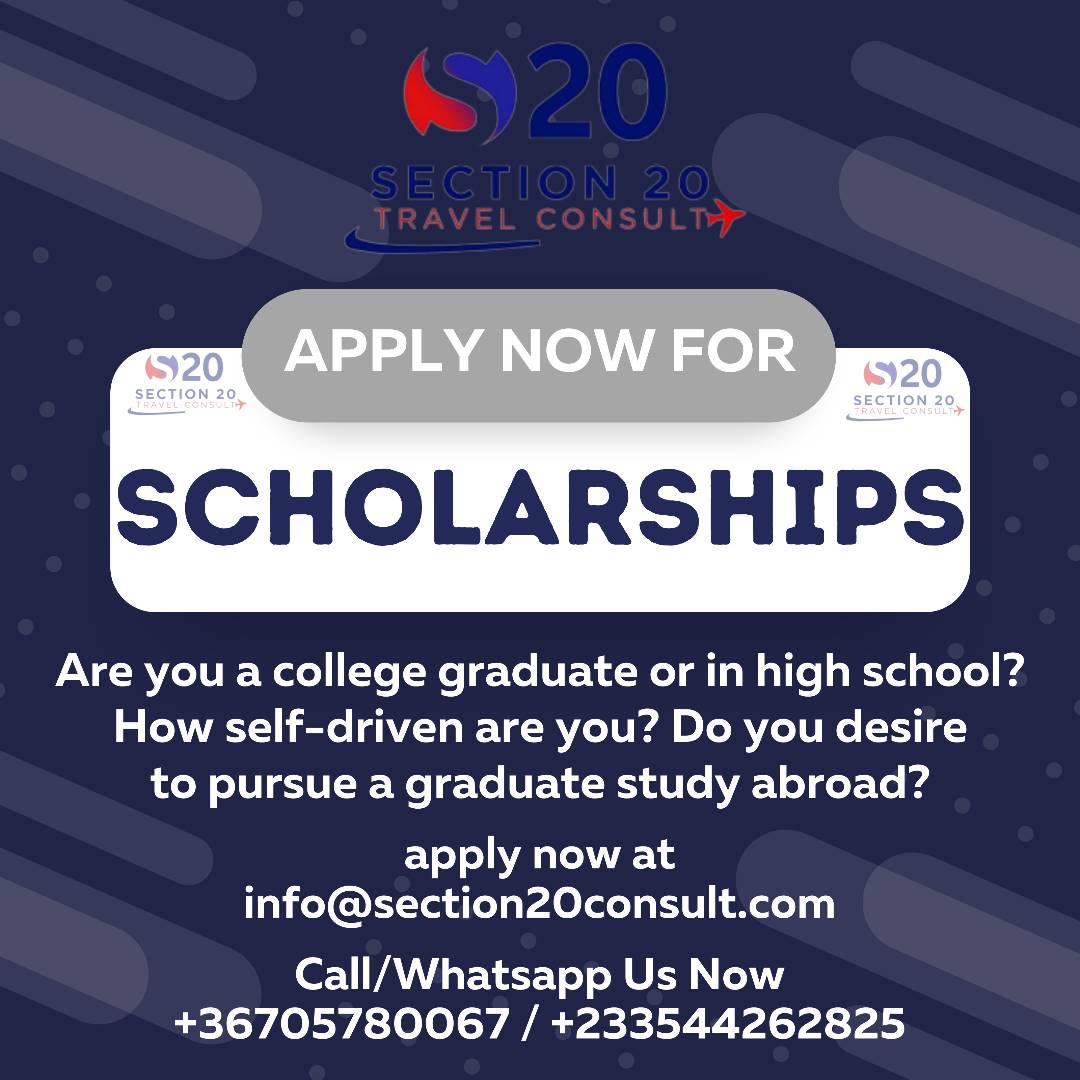 S20
SECTION 20
TRAVEL CONSULT
APPLY NOW FOR
S20
SECTION 20
TRAVEL CONSULT
S20
SECTION 20
TRAVEL CONSULT
SCHOLARSHIPS
Are you a college graduate or in high school?
How self-driven are you? Do you desire
to pursue a graduate study abroad?
apply now at
info@section20consult.com
Call/Whatsapp Us Now
+36705780067 / +233544262825